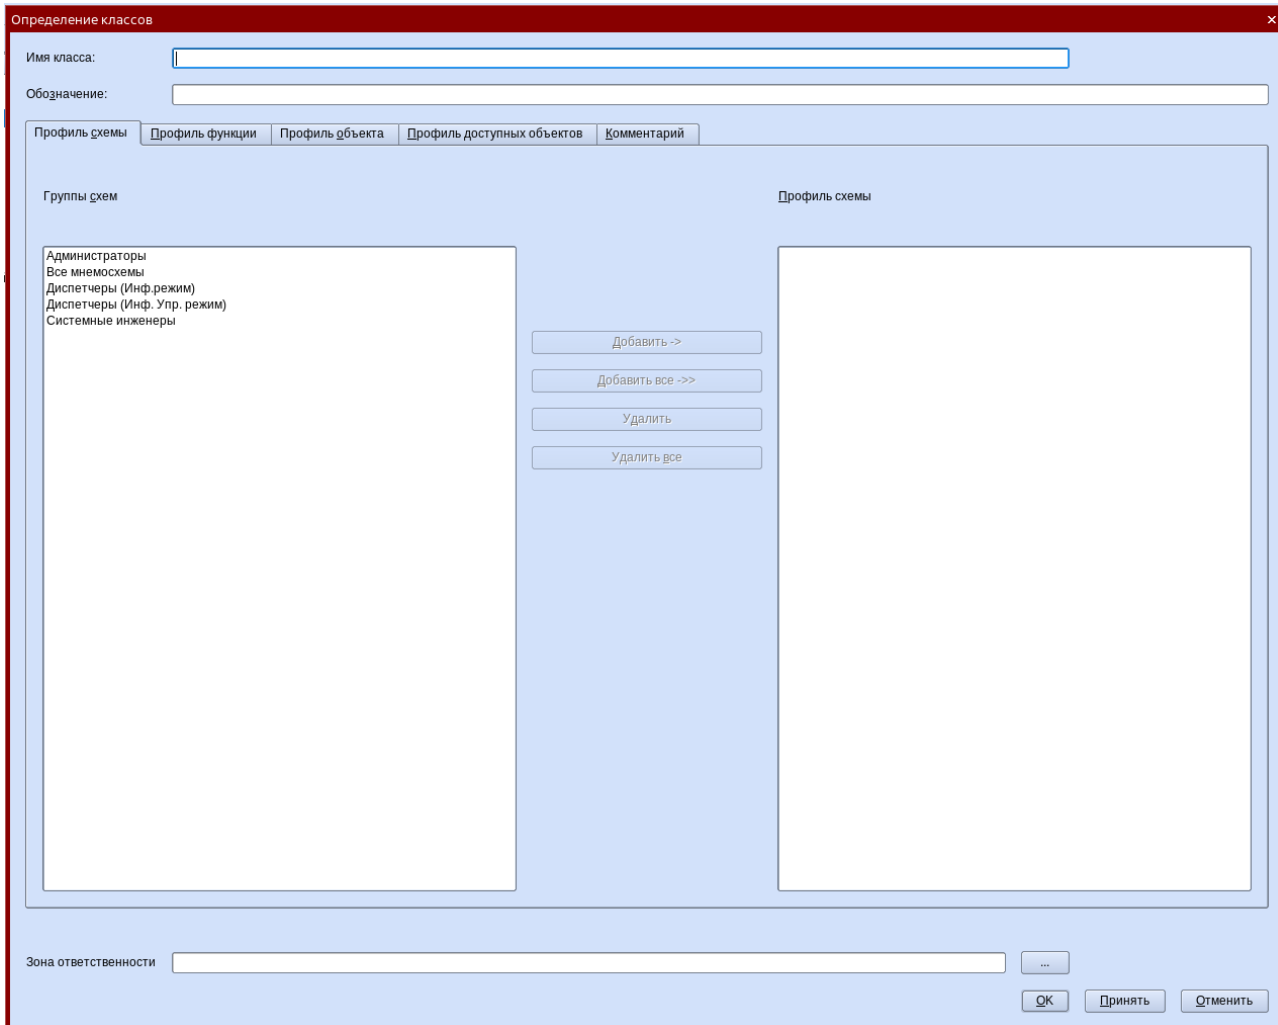 Определение классов
Имя класса:
Обозначение:
Профиль схемы Профиль функции Профиль объекта Профиль доступных объектов Комментарий
Группы схем Профиль схемы
Администраторы
Все мнемосхемы
Диспетчеры (Инф.режим)
Диспетчеры (Инф. Упр. режим)
Системные инженеры
Добавить ->
Добавить все ->>
Удалить
Удалить все
Зона ответственности ...
OK Принять Отменить